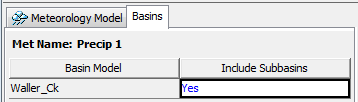 Meteorology Model Basins
Met Name: Precip 1
Basin Model Include Subbasins
Waller_Ck Yes